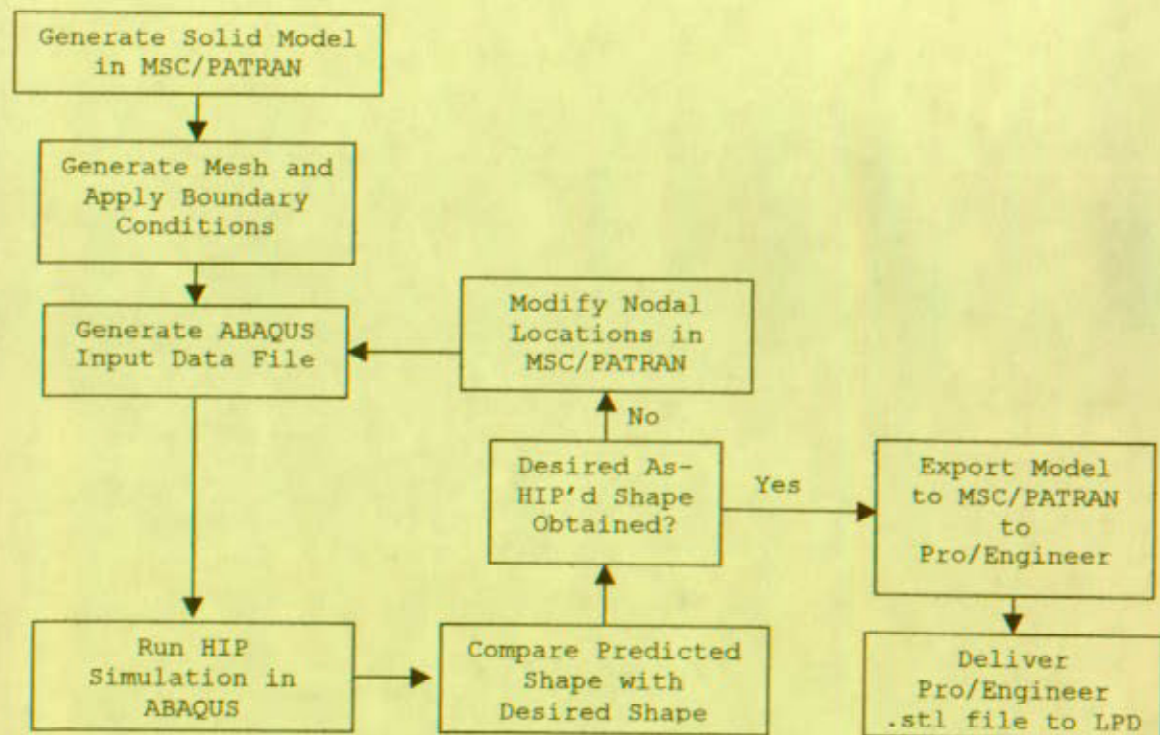 Generate Solid Model
in MSC/PATRAN
Generate Mesh and
Apply Boundary
Conditions
Generate ABAQUS
Input Data File
Modify Nodal
Locations in
MSC/PATRAN
No
Desired As-
HIP'd Shape
Obtained?
Yes
Export Model
to MSC/PATRAN
to
Pro/Engineer
Run HIP
Simulation in
ABAQUS
Compare Predicted
Shape with
Desired Shape
Deliver
Pro/Engineer
.stl file to LPD